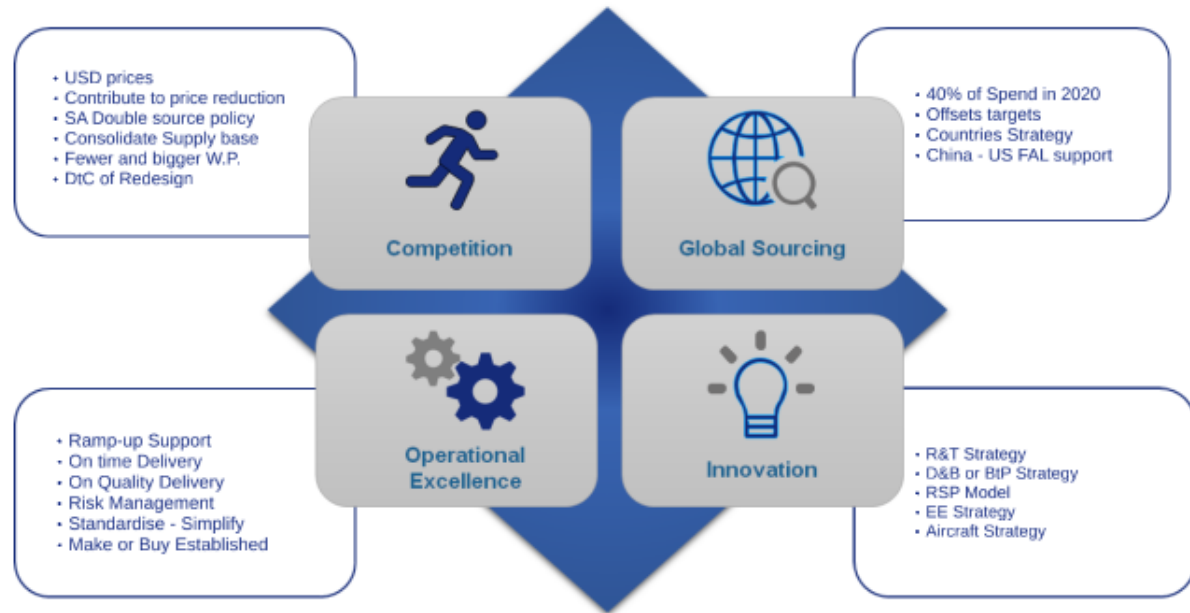 • USD prices
• Contribute to price reduction
• SA Double source policy
• Consolidate Supply base
• Fewer and bigger W.P.
• DtC of Redesign
Competition
• 40% of Spend in 2020
• Offsets targets
• Countries Strategy
• China - US FAL support
Global Sourcing
• Ramp-up Support
• On time Delivery
• On Quality Delivery
• Risk Management
• Standardise - Simplify
• Make or Buy Established
Operational
Excellence
• R&T Strategy
• D&B or BtP Strategy
• RSP Model
• EE Strategy
• Aircraft Strategy
Innovation